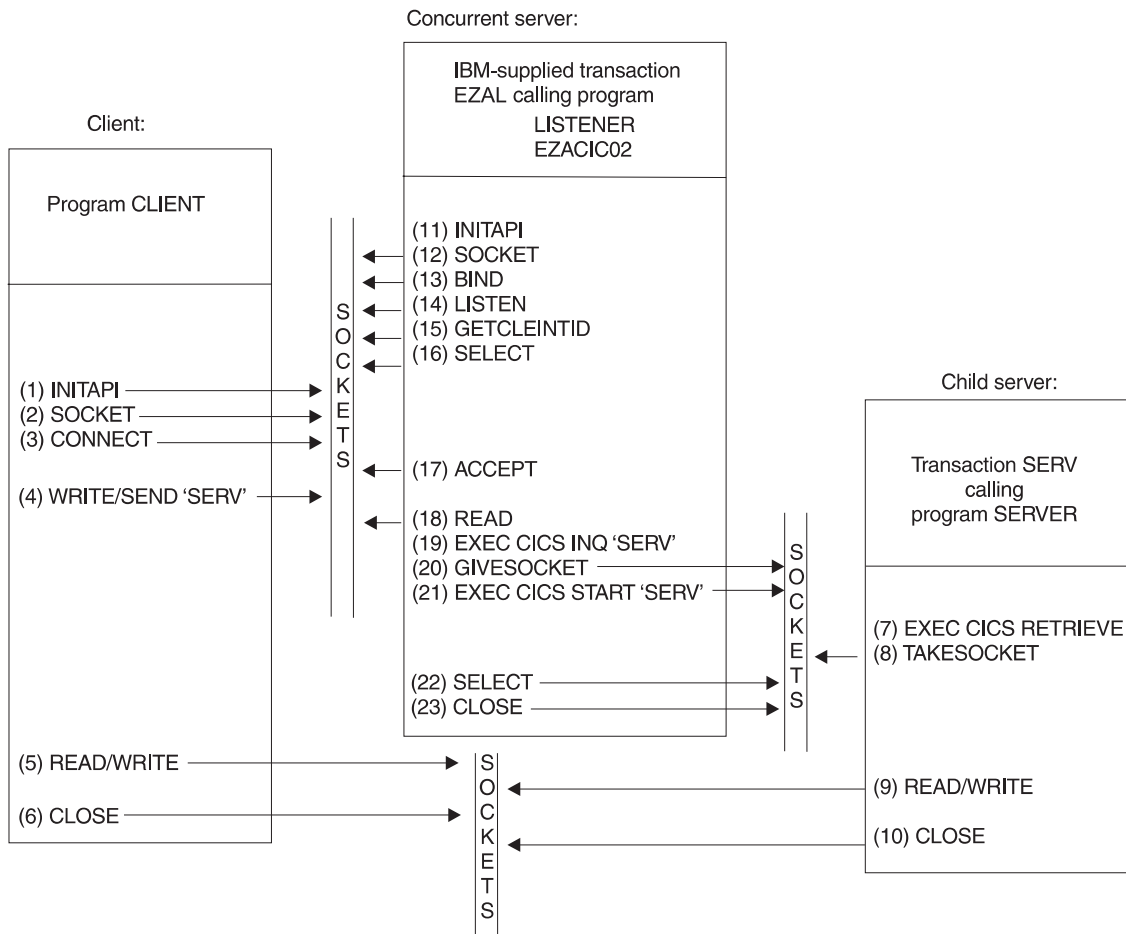 Concurrent server:
IBM-supplied transaction
EZAL calling program
LISTENER
EZACIC02
Client:
Program CLIENT
(11) INITAPI
(12) SOCKET
(13) BIND
(14) LISTEN
(15) GETCLEINTID
(16) SELECT
SOCKETS
(1) INITAPI
(2) SOCKET
(3) CONNECT
(4) WRITE/SEND ‘SERV’
(17) ACCEPT
(18) READ
(19) EXEC CICS INQ ‘SERV’
(20) GIVESOCKET
(21) EXEC CICS START ‘SERV’
(22) SELECT
(23) CLOSE
Child server:
Transaction SERV
calling
program SERVER
SOCKETS
(7) EXEC CICS RETRIEVE
(8) TAKESOCKET
(5) READ/WRITE
(6) CLOSE
SOCKETS
(9) READ/WRITE
(10) CLOSE